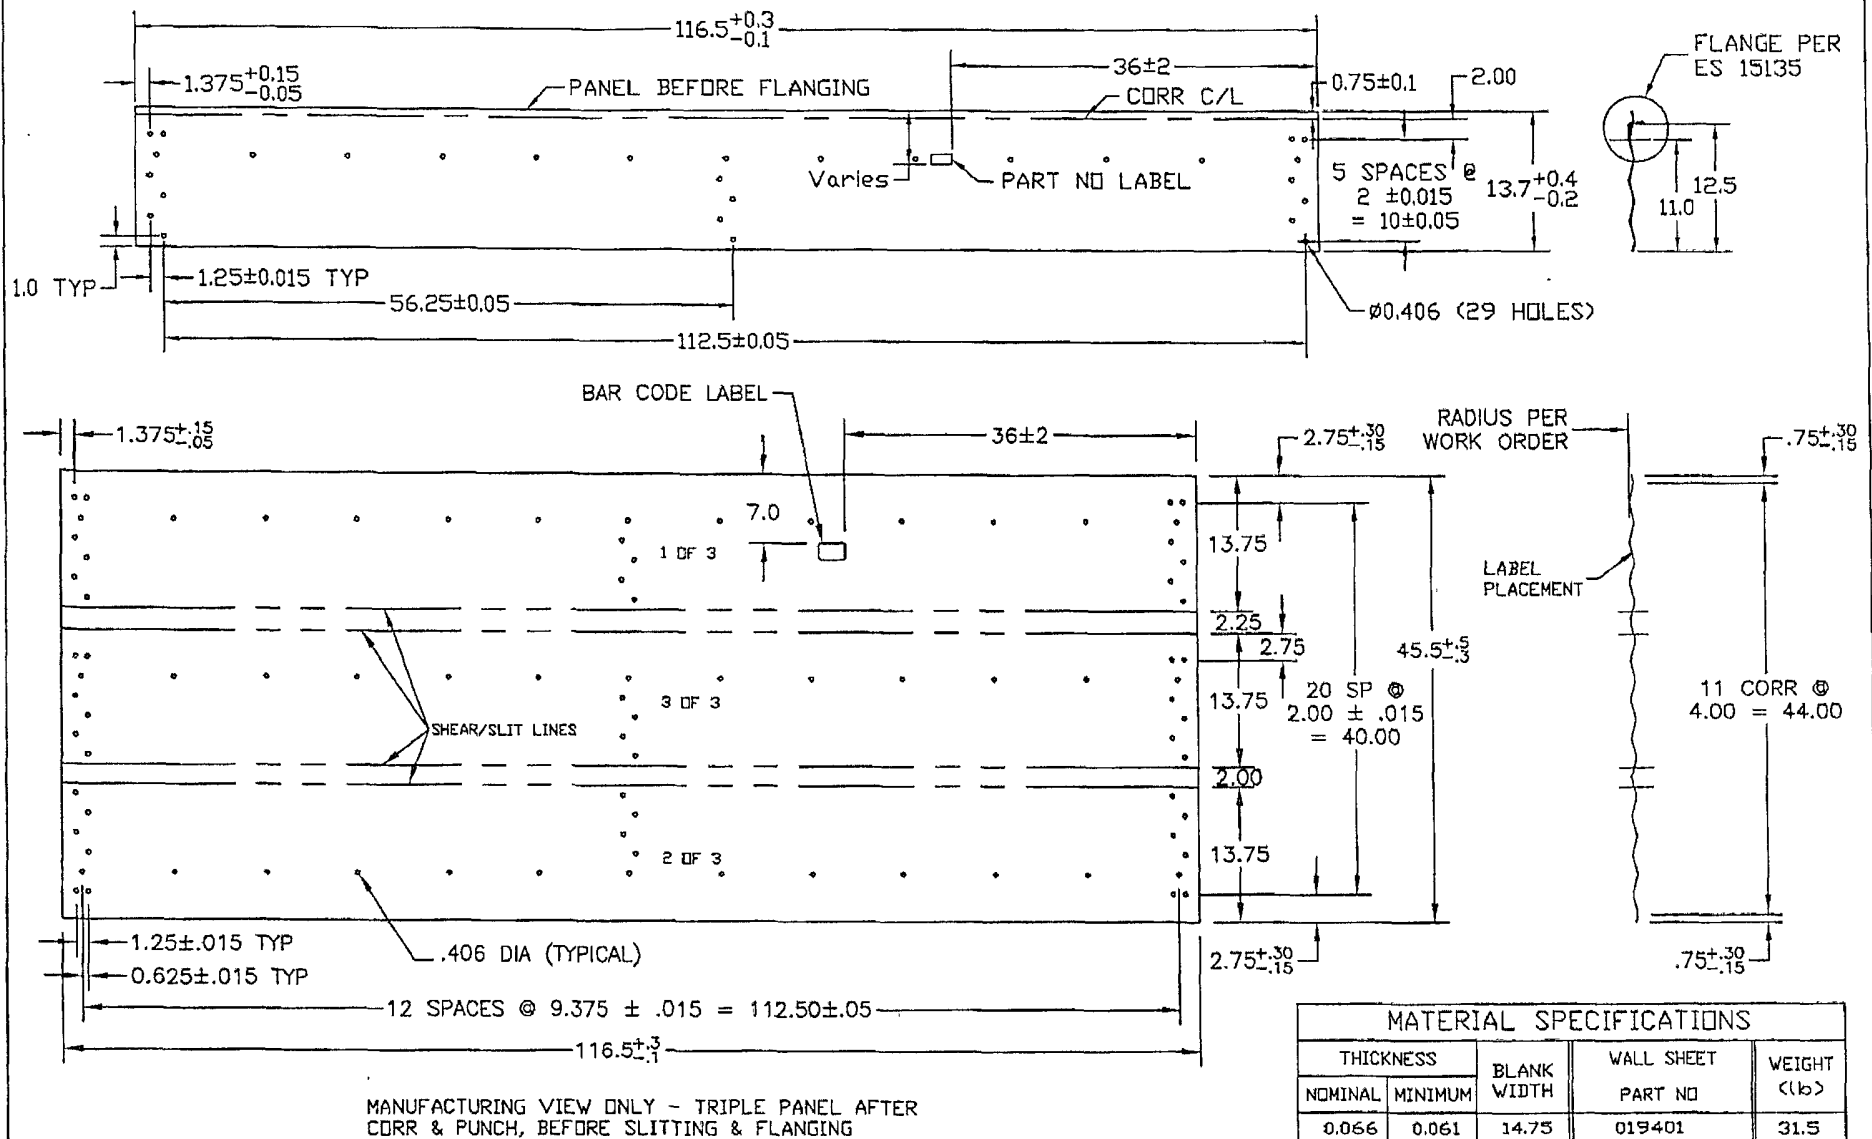 116.5+0.3
-0.1
FLANGE PER
ES 15135
1.375+0.15
-0.05
PANEL BEFORE FLANGING
36±2
CORR C/L
0.75±0.1
2.00
Varies
PART NO LABEL
5 SPACES @
2 ±0.015
= 10±0.05
13.7+0.4
-0.2
12.5
11.0
1.0 TYP
1.25±0.015 TYP
56.25±0.05
Ø0.406 (29 HOLES)
112.5±0.05
BAR CODE LABEL
1.375+.15
-.05
36±2
2.75+.30
-.15
RADIUS PER
WORK ORDER
.75+.30
-.15
7.0
1 OF 3
13.75
LABEL
PLACEMENT
2.25
2.75
45.5+.5
-.3
3 OF 3
13.75
20 SP @
2.00 ± .015
= 40.00
11 CORR @
4.00 = 44.00
SHEAR/SLIT LINES
2.00
2 OF 3
13.75
1.25±.015 TYP
.406 DIA (TYPICAL)
2.75+.30
-.15
.75+.30
-.15
0.625±.015 TYP
12 SPACES @ 9.375 ± .015 = 112.50±.05
116.5+.3
-.1
MANUFACTURING VIEW ONLY - TRIPLE PANEL AFTER
CORR & PUNCH, BEFORE SLITTING & FLANGING
MATERIAL SPECIFICATIONS
THICKNESS
BLANK
WIDTH
WALL SHEET
PART NO
WEIGHT
(lb)
NOMINAL MINIMUM
0.066 0.061 14.75 019401 31.5